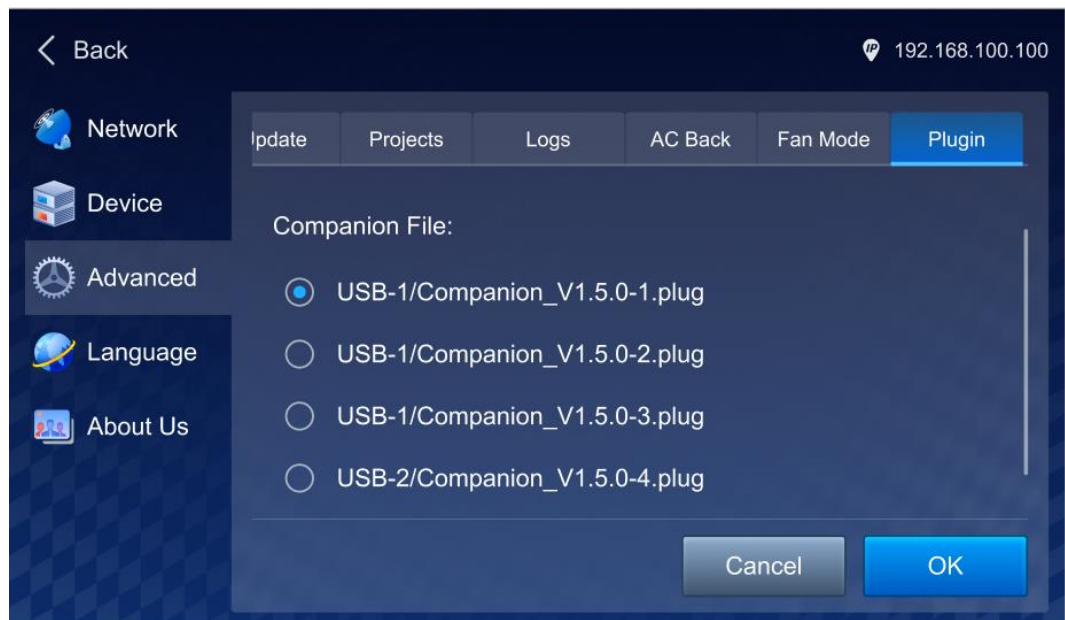 Back
IP 192.168.100.100
Network
Device
Advanced
Language
About Us
Update Projects Logs AC Back Fan Mode Plugin
Companion File:
USB-1/Companion_V1.5.0-1.plug
USB-1/Companion_V1.5.0-2.plug
USB-1/Companion_V1.5.0-3.plug
USB-2/Companion_V1.5.0-4.plug
Cancel OK